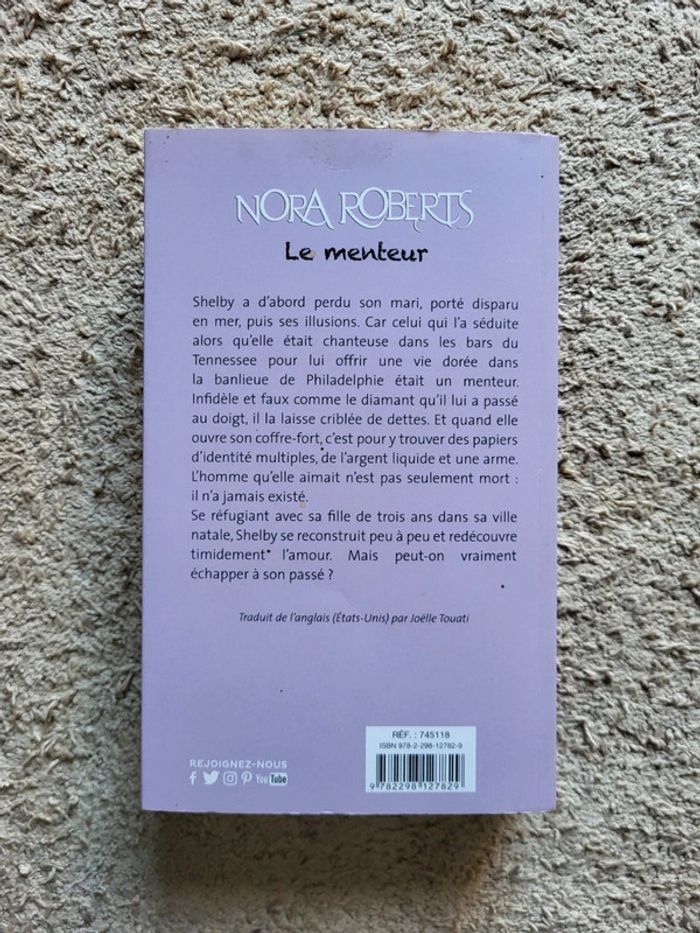 NORA ROBERTS
Le menteur
Shelby a d'abord perdu son mari, porté disparu
en mer, puis ses illusions. Car celui qui l'a séduite
alors qu'elle était chanteuse dans les bars du
Tennessee pour lui offrir une vie dorée dans
la banlieue de Philadelphie était un menteur.
Infidèle et faux comme le diamant qu'il lui a passé
au doigt, il la laisse criblée de dettes. Et quand elle
ouvre son coffre-fort, c'est pour y trouver des papiers
d'identité multiples, de l'argent liquide et une arme.
L'homme qu'elle aimait n'est pas seulement mort :
il n'a jamais existé.
Se réfugiant avec sa fille de trois ans dans sa ville
natale, Shelby se reconstruit peu à peu et redécouvre
timidement l'amour. Mais peut-on vraiment
échapper à son passé ?
Traduit de l'anglais (États-Unis) par Joëlle Touati
REJOIGNEZ-NOUS
YouTube
RÉF. : 745118
ISBN 978-2-298-12782-9
9 782298 127829